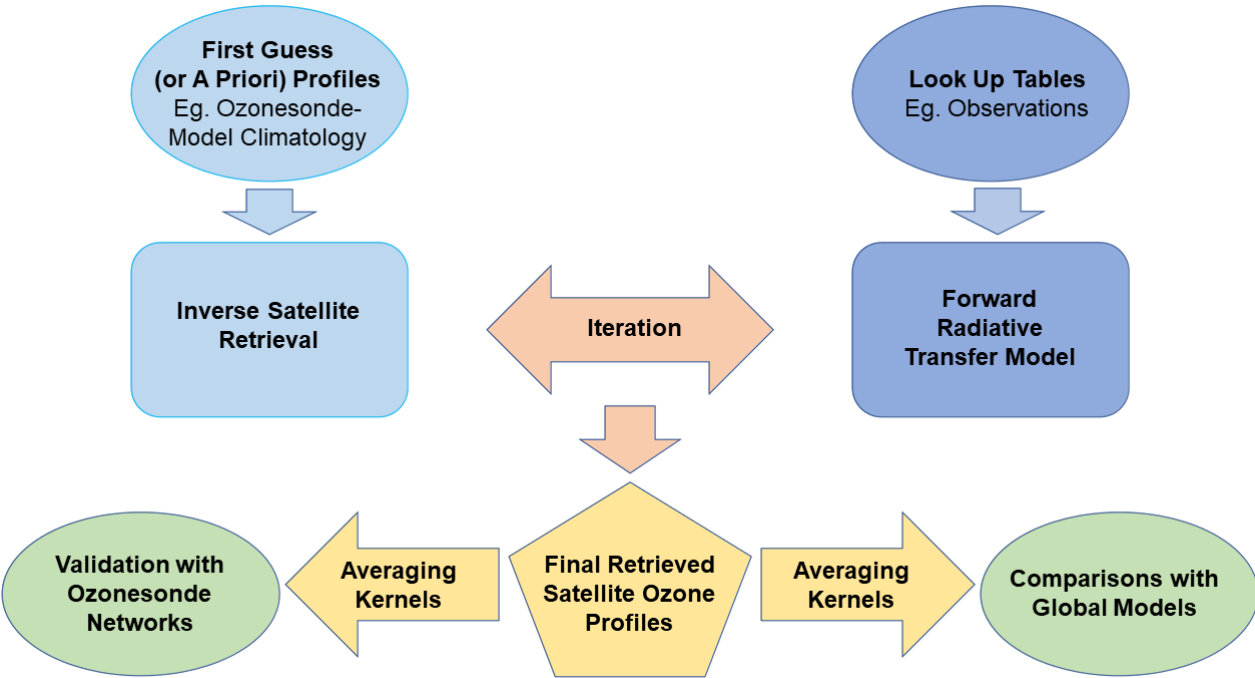 First Guess
(or A Priori) Profiles
Eg. Ozonesonde-
Model Climatology
Look Up Tables
Eg. Observations
Inverse Satellite
Retrieval
Iteration
Forward
Radiative
Transfer Model
Validation with
Ozonesonde
Networks
Averaging
Kernels
Final Retrieved
Satellite Ozone
Profiles
Averaging
Kernels
Comparisons with
Global Models